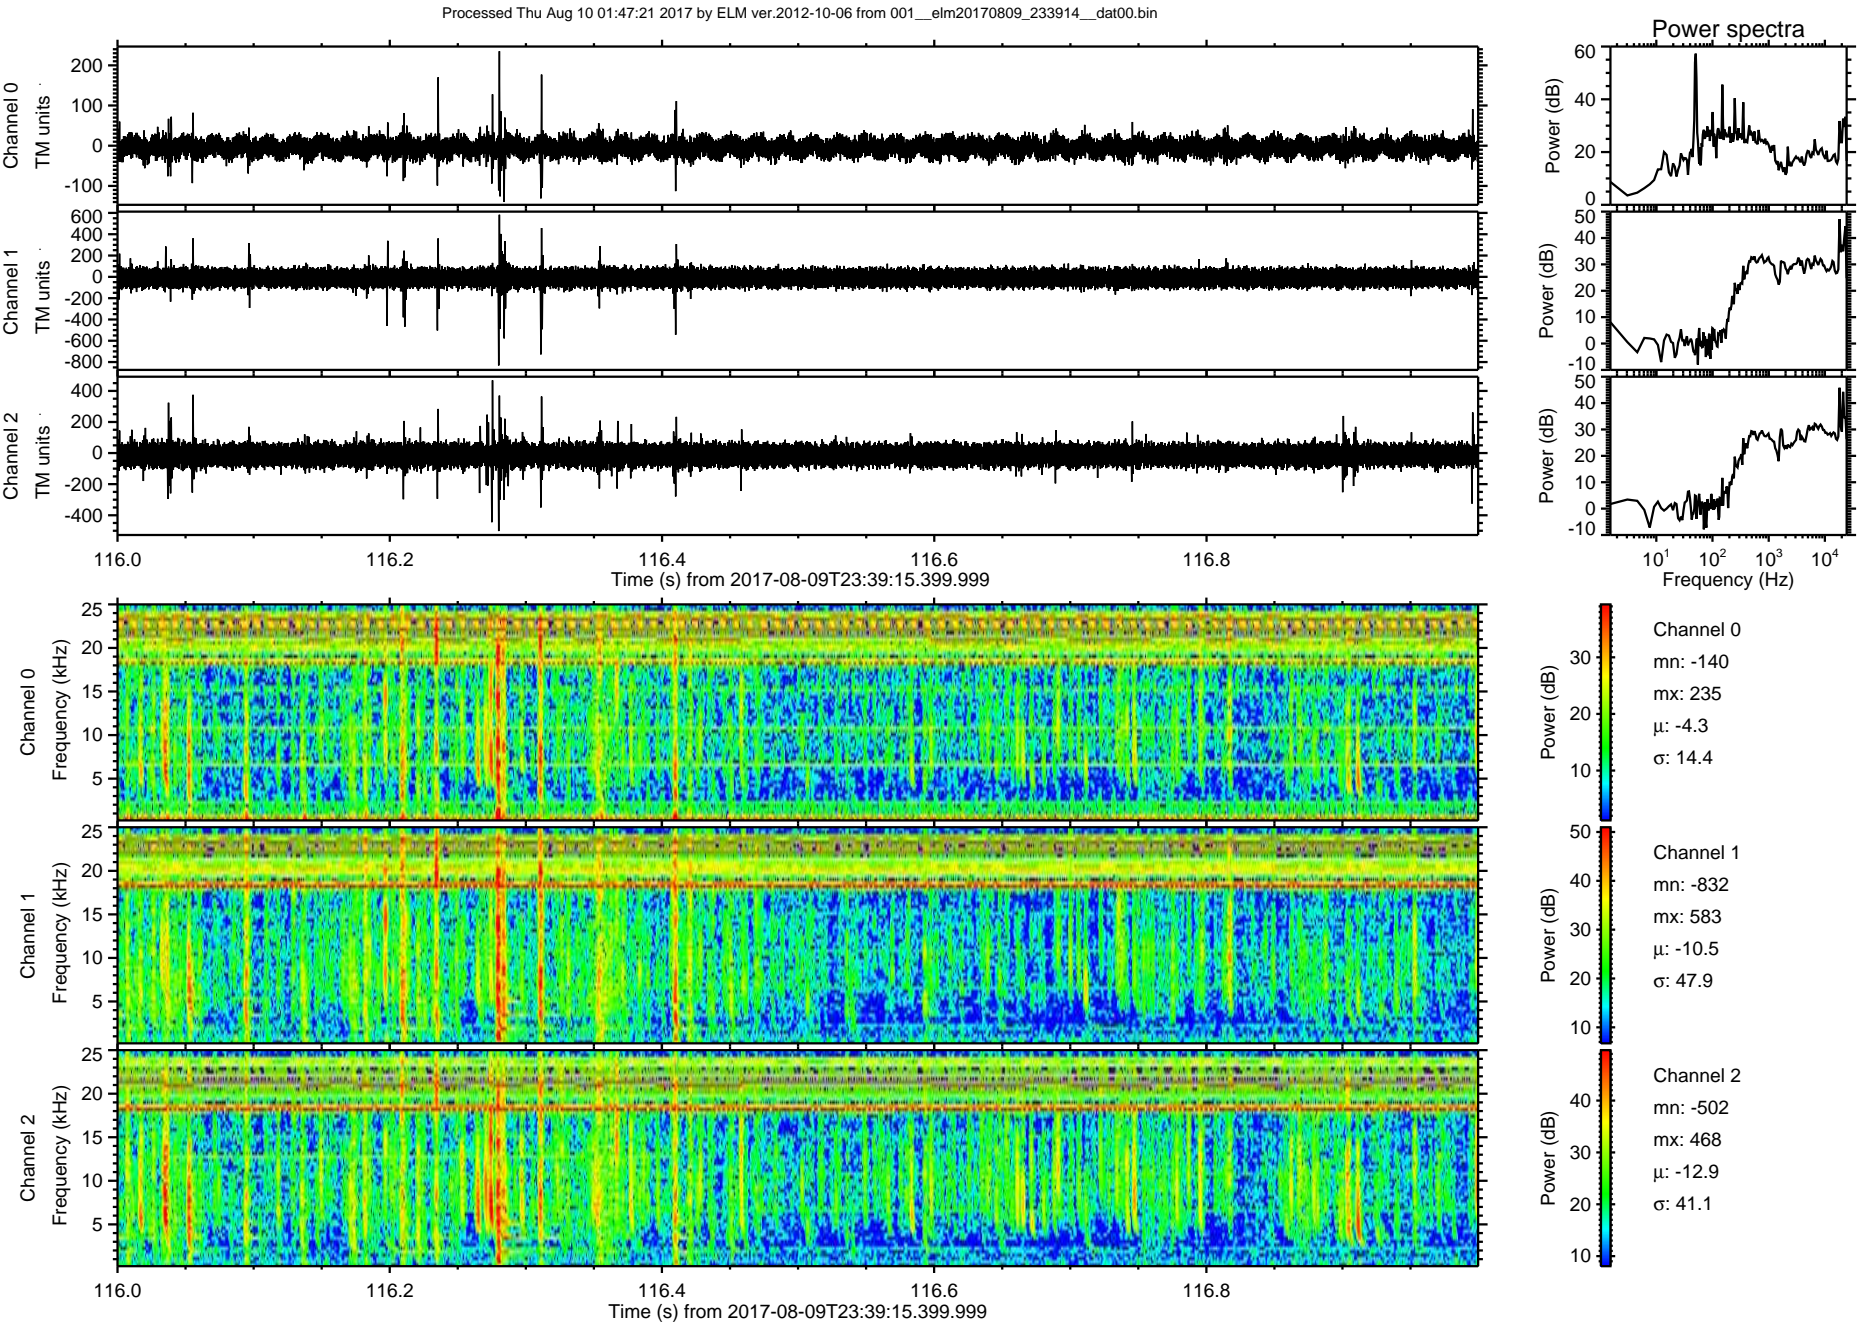 Processed Thu Aug 10 01:47:21 2017 by ELM ver.2012-10-06 from 001__elm20170809_233914__dat00.bin
Power spectra
Channel 0
TM units
200
100
0
-100
Power (dB)
60
40
20
0
Channel 1
TM units
600
400
200
0
-200
-400
-600
-800
Power (dB)
50
40
30
20
10
0
-10
Channel 2
TM units
400
200
0
-200
-400
Power (dB)
50
40
30
20
10
0
-10
116.0 116.2 116.4 116.6 116.8
Time (s) from 2017-08-09T23:39:15.399.999
10¹ 10² 10³ 10⁴
Frequency (Hz)
Channel 0
Frequency (kHz)
25
20
15
10
5
Power (dB)
30
20
10
Channel 0
mn: -140
mx: 235
μ: -4.3
σ: 14.4
Channel 1
Frequency (kHz)
25
20
15
10
5
Power (dB)
50
40
30
20
10
Channel 1
mn: -832
mx: 583
μ: -10.5
σ: 47.9
Channel 2
Frequency (kHz)
25
20
15
10
5
Power (dB)
40
30
20
10
Channel 2
mn: -502
mx: 468
μ: -12.9
σ: 41.1
116.0 116.2 116.4 116.6 116.8
Time (s) from 2017-08-09T23:39:15.399.999